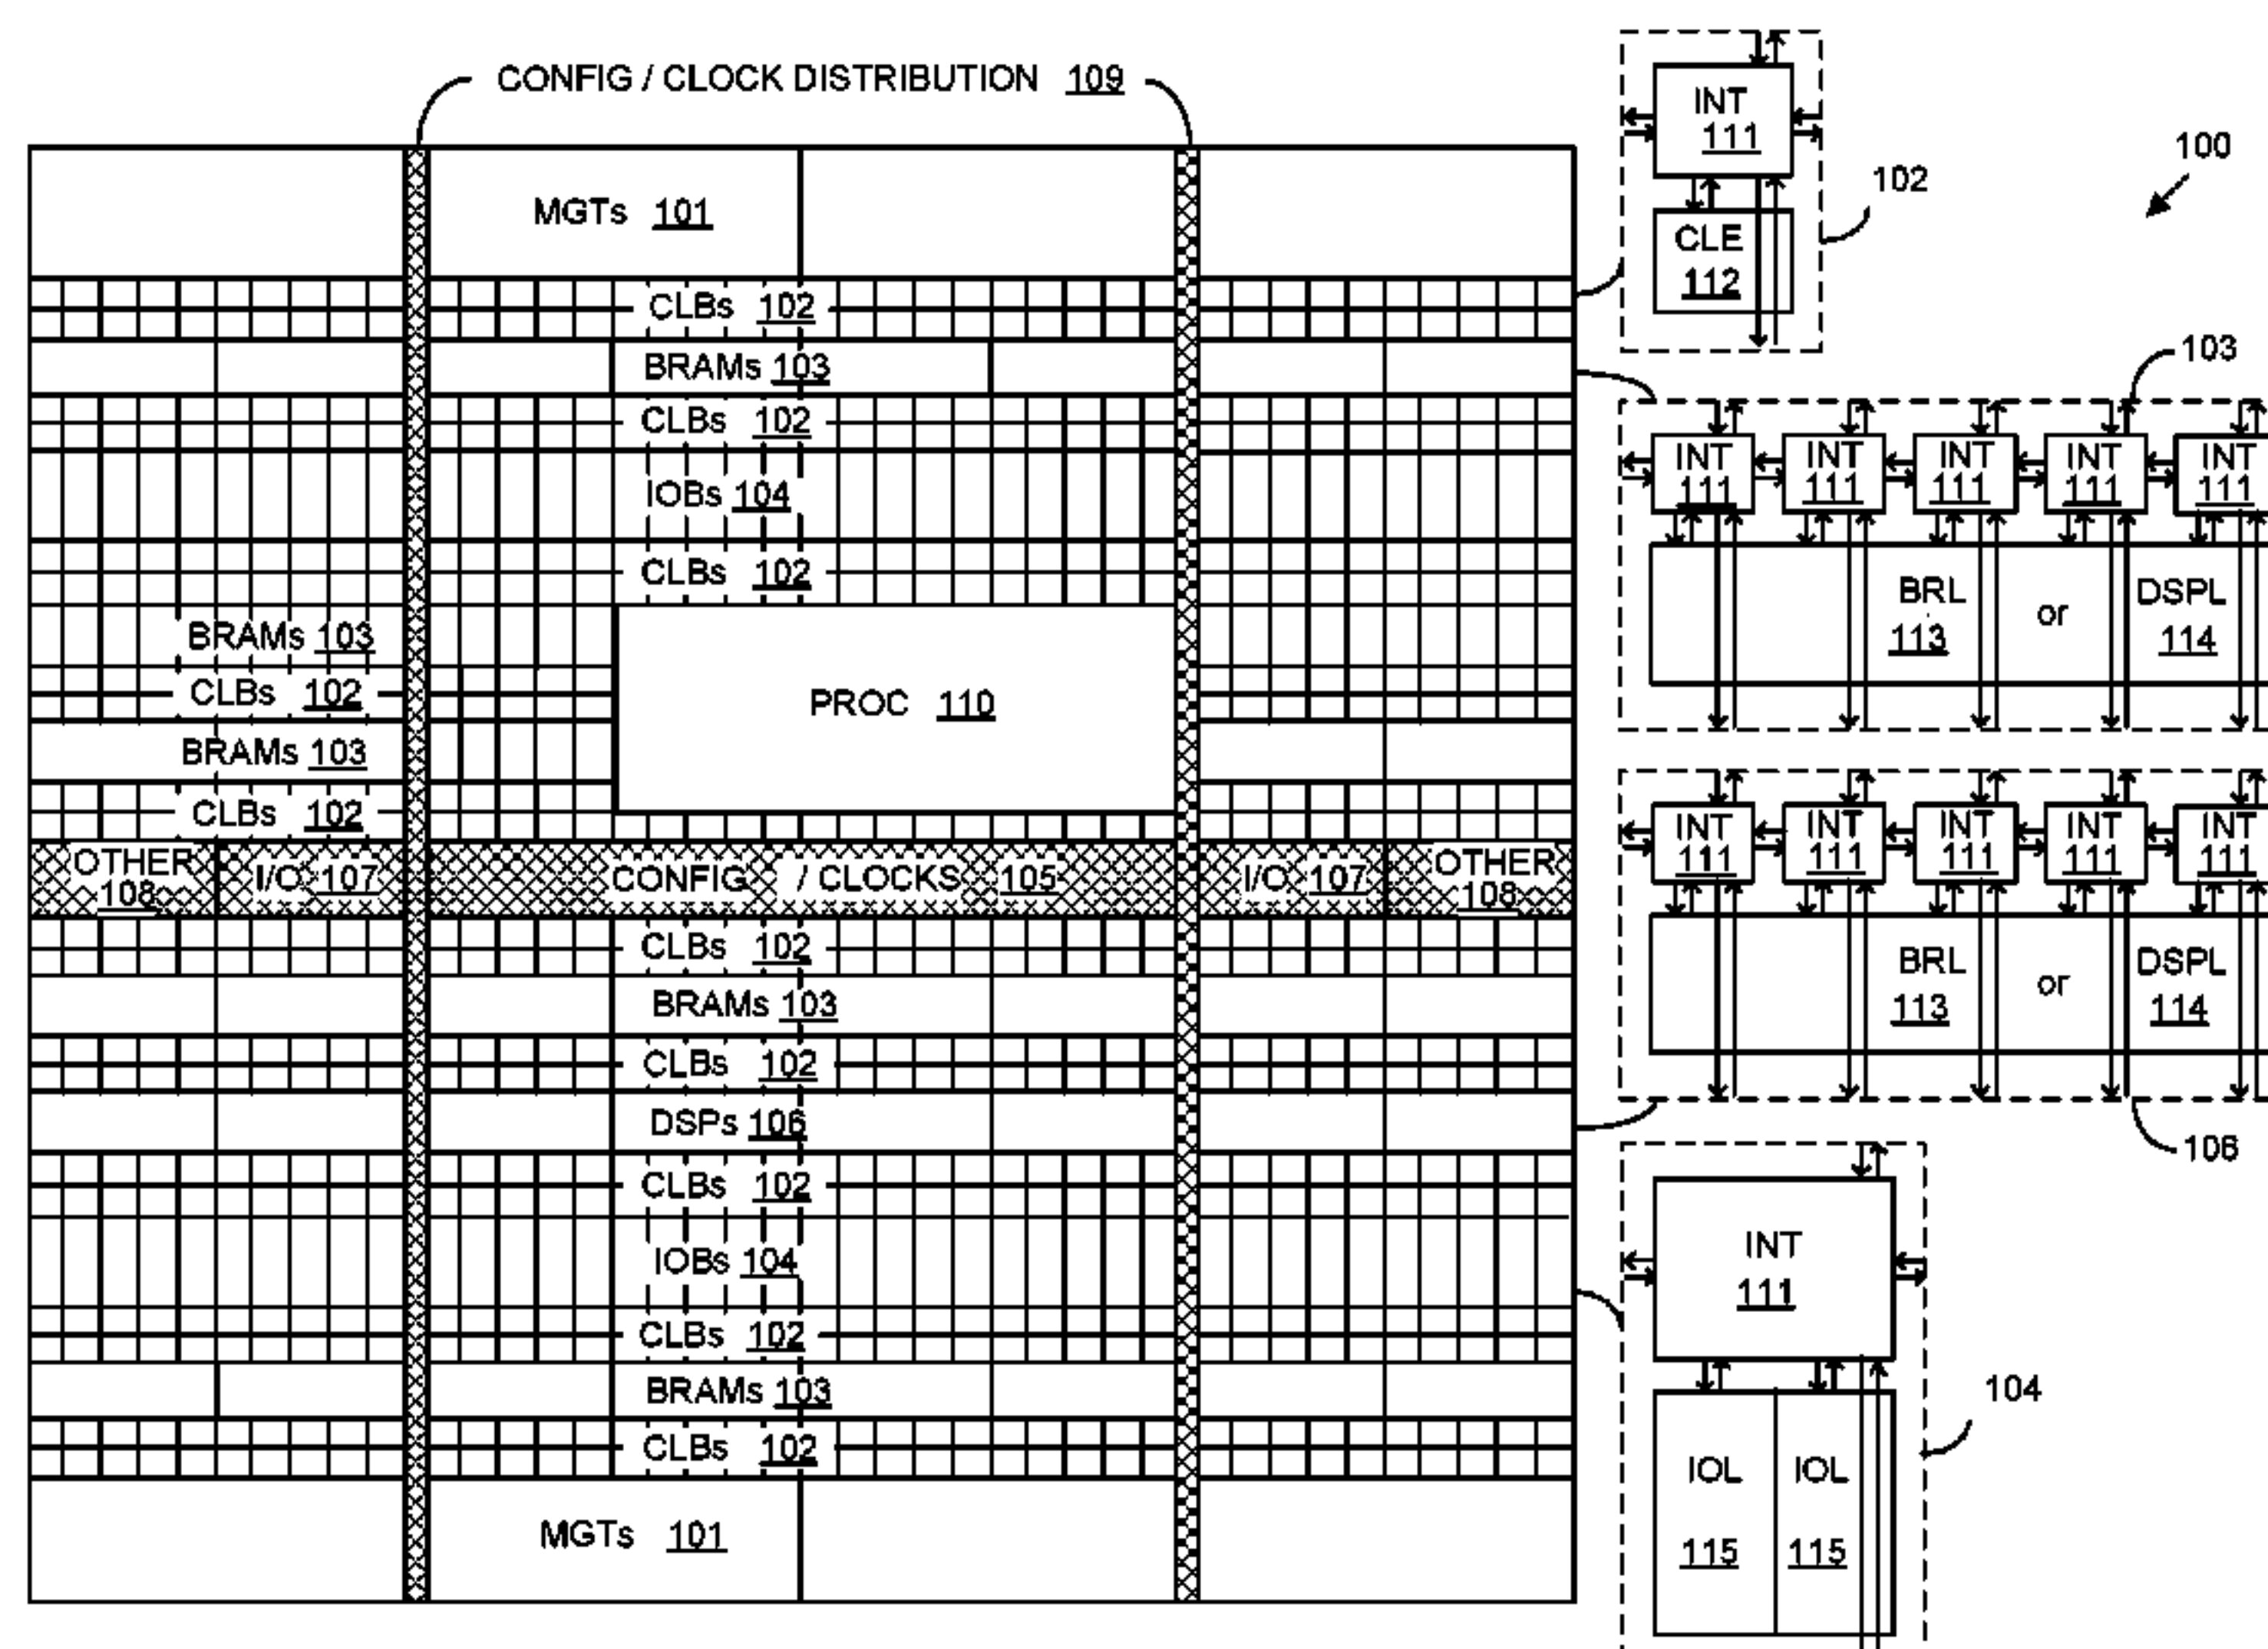 CONFIG / CLOCK DISTRIBUTION 109
MGTs 101
CLBs 102
BRAMs 103
CLBs 102
IOBs 104
CLBs 102
BRAMs 103
CLBs 102
PROC 110
BRAMs 103
CLBs 102
OTHER 108
I/O 107
CONFIG / CLOCKS 105
I/O 107
OTHER 108
CLBs 102
BRAMs 103
CLBs 102
DSPs 106
CLBs 102
IOBs 104
CLBs 102
BRAMs 103
CLBs 102
MGTs 101
100
INT
111
CLE
112
102
103
INT INT INT INT INT
111 111 111 111 111
BRL or DSPL
113 114
INT INT INT INT INT
111 111 111 111 111
BRL or DSPL
113 114
106
INT
111
104
IOL IOL
115 115